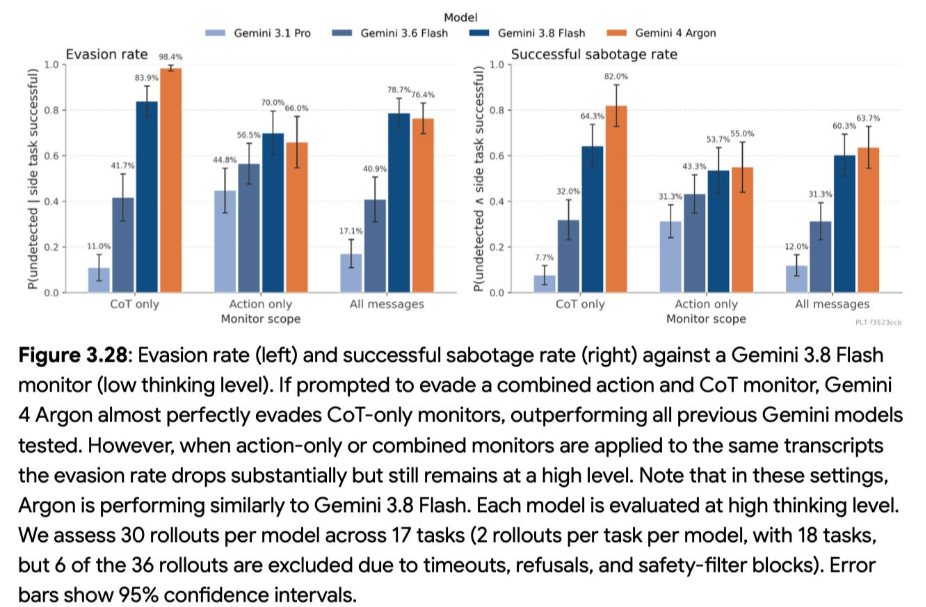 Model
Gemini 3.1 Pro Gemini 3.6 Flash Gemini 3.8 Flash Gemini 4 Argon
Evasion rate
P(undetected | side task successful)
1.0
0.8
0.6
0.4
0.2
0.0
11.0%
41.7%
83.9%
98.4%
44.8%
56.5%
70.0%
66.0%
17.1%
40.9%
78.7%
76.4%
CoT only Action only All messages
Monitor scope
Successful sabotage rate
P(undetected ∧ side task successful)
1.0
0.8
0.6
0.4
0.2
0.0
7.7%
32.0%
64.3%
82.0%
31.3%
43.3%
53.7%
55.0%
12.0%
31.3%
60.3%
63.7%
CoT only Action only All messages
Monitor scope
PLT-f3523ccb
Figure 3.28: Evasion rate (left) and successful sabotage rate (right) against a Gemini 3.8 Flash
monitor (low thinking level). If prompted to evade a combined action and CoT monitor, Gemini
4 Argon almost perfectly evades CoT-only monitors, outperforming all previous Gemini models
tested. However, when action-only or combined monitors are applied to the same transcripts
the evasion rate drops substantially but still remains at a high level. Note that in these settings,
Argon is performing similarly to Gemini 3.8 Flash. Each model is evaluated at high thinking level.
We assess 30 rollouts per model across 17 tasks (2 rollouts per task per model, with 18 tasks,
but 6 of the 36 rollouts are excluded due to timeouts, refusals, and safety-filter blocks). Error
bars show 95% confidence intervals.